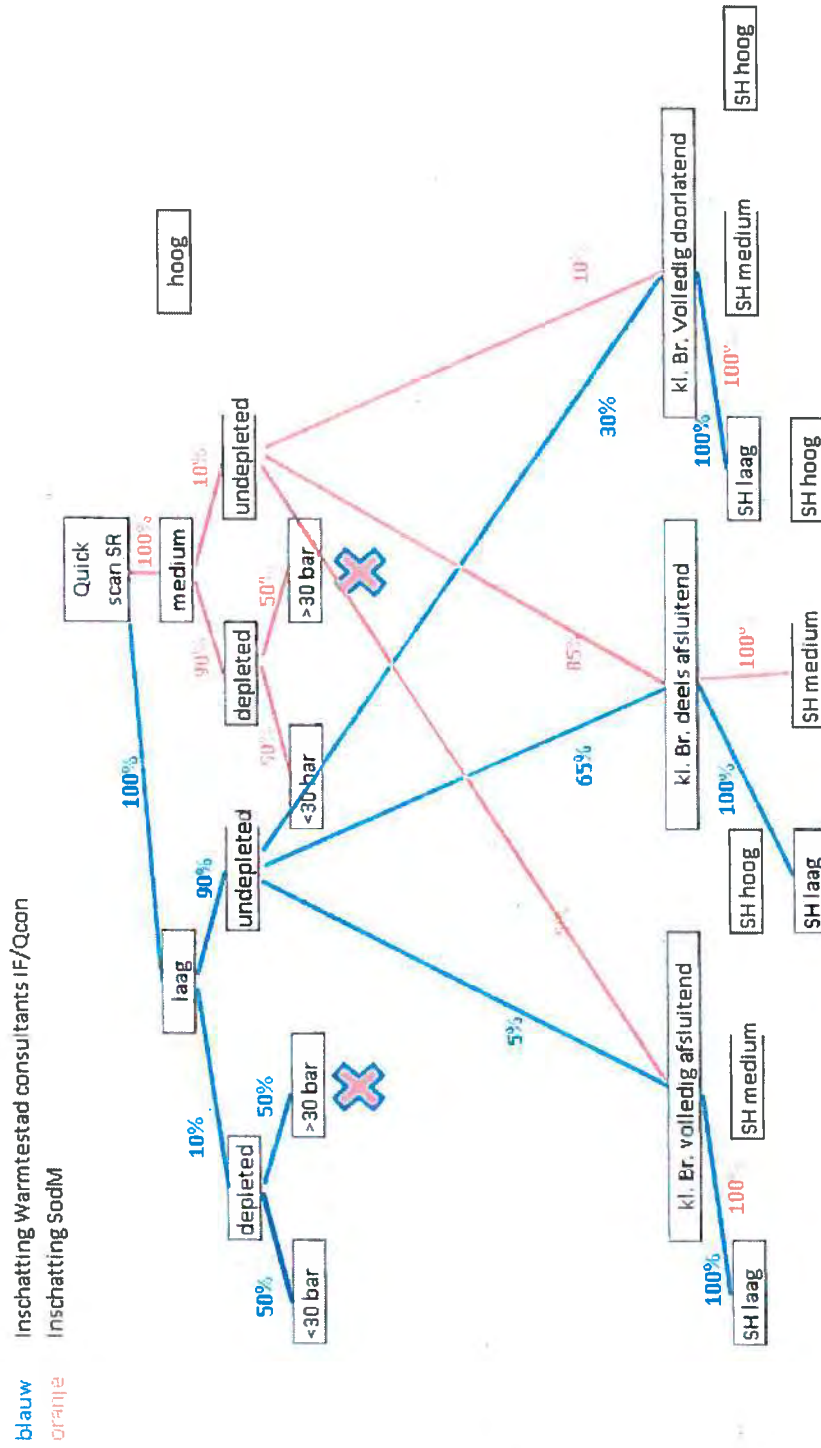 blauw Inschatting Warmtestad consultants IF/Qcon
oranje Inschatting SodM
Quick
scan SR
100%
100%
laag
medium
hoog
10%
90%
90%
10%
depleted
undepleted
depleted
undepleted
50%
50%
50%
50%
<30 bar
>30 bar
<30 bar
>30 bar
5%
65%
85%
30%
10%
kl. Br. volledig afsluitend
kl. Br. deels afsluitend
kl. Br. Volledig doorlatend
100%
100%
100%
100%
100%
100%
SH laag
SH medium
SH hoog
SH laag
SH medium
SH hoog
SH laag
SH medium
SH hoog